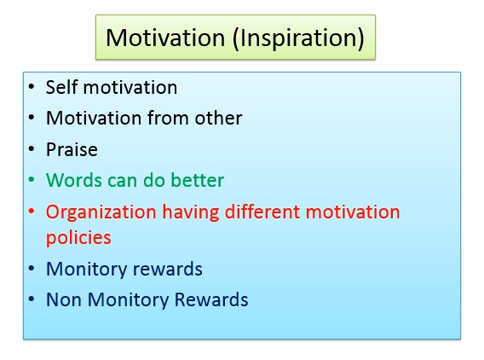 Motivation (Inspiration)
• Self motivation
• Motivation from other
• Praise
• Words can do better
• Organization having different motivation
policies
• Monitory rewards
• Non Monitory Rewards